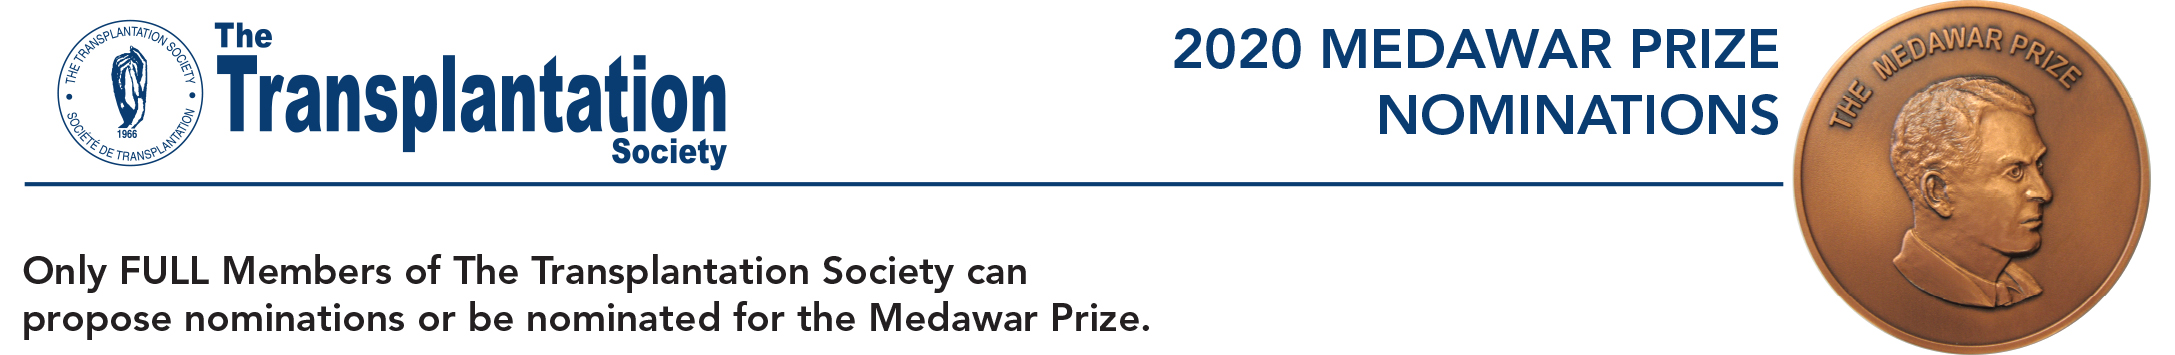 THE TRANSPLANTATION SOCIETY
SOCIÉTÉ DE TRANSPLANTATION
1966
The
Transplantation
Society
2020 MEDAWAR PRIZE
NOMINATIONS
THE MEDAWAR PRIZE
Only FULL Members of The Transplantation Society can
propose nominations or be nominated for the Medawar Prize.